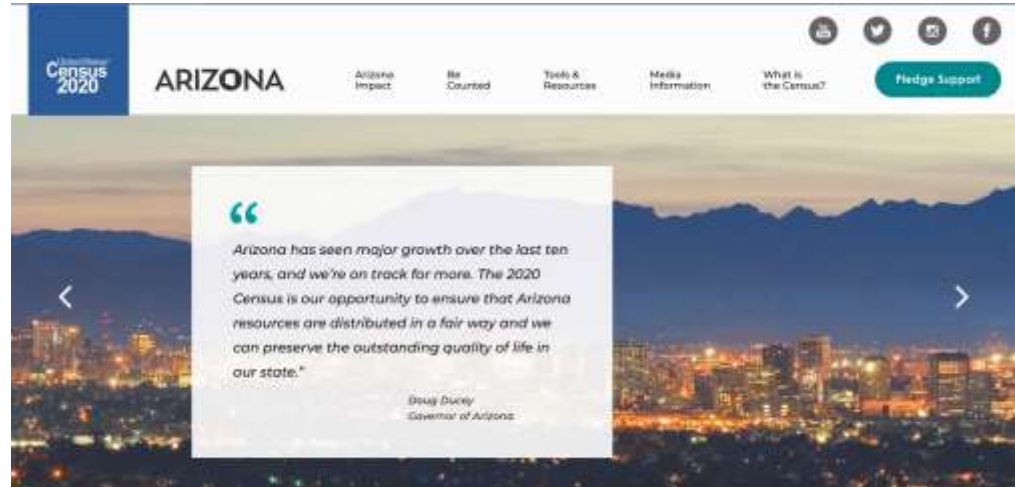 United States®
Census
2020
ARIZONA
Arizona
Impact
Be
Counted
Tools &
Resources
Media
Information
What is
the Census?
Pledge Support
“
Arizona has seen major growth over the last ten
years, and we're on track for more. The 2020
Census is our opportunity to ensure that Arizona
resources are distributed in a fair way and we
can preserve the outstanding quality of life in
our state."
Doug Ducey
Governor of Arizona